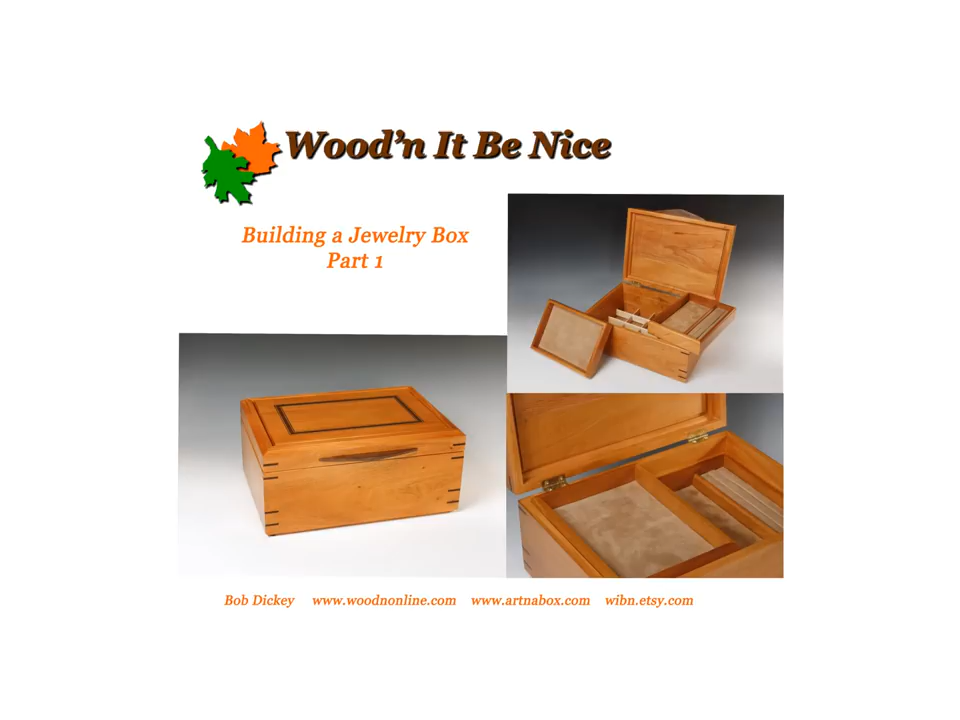 Wood'n It Be Nice
Building a Jewelry Box
Part 1
Bob Dickey www.woodnonline.com www.artnabox.com wibn.etsy.com